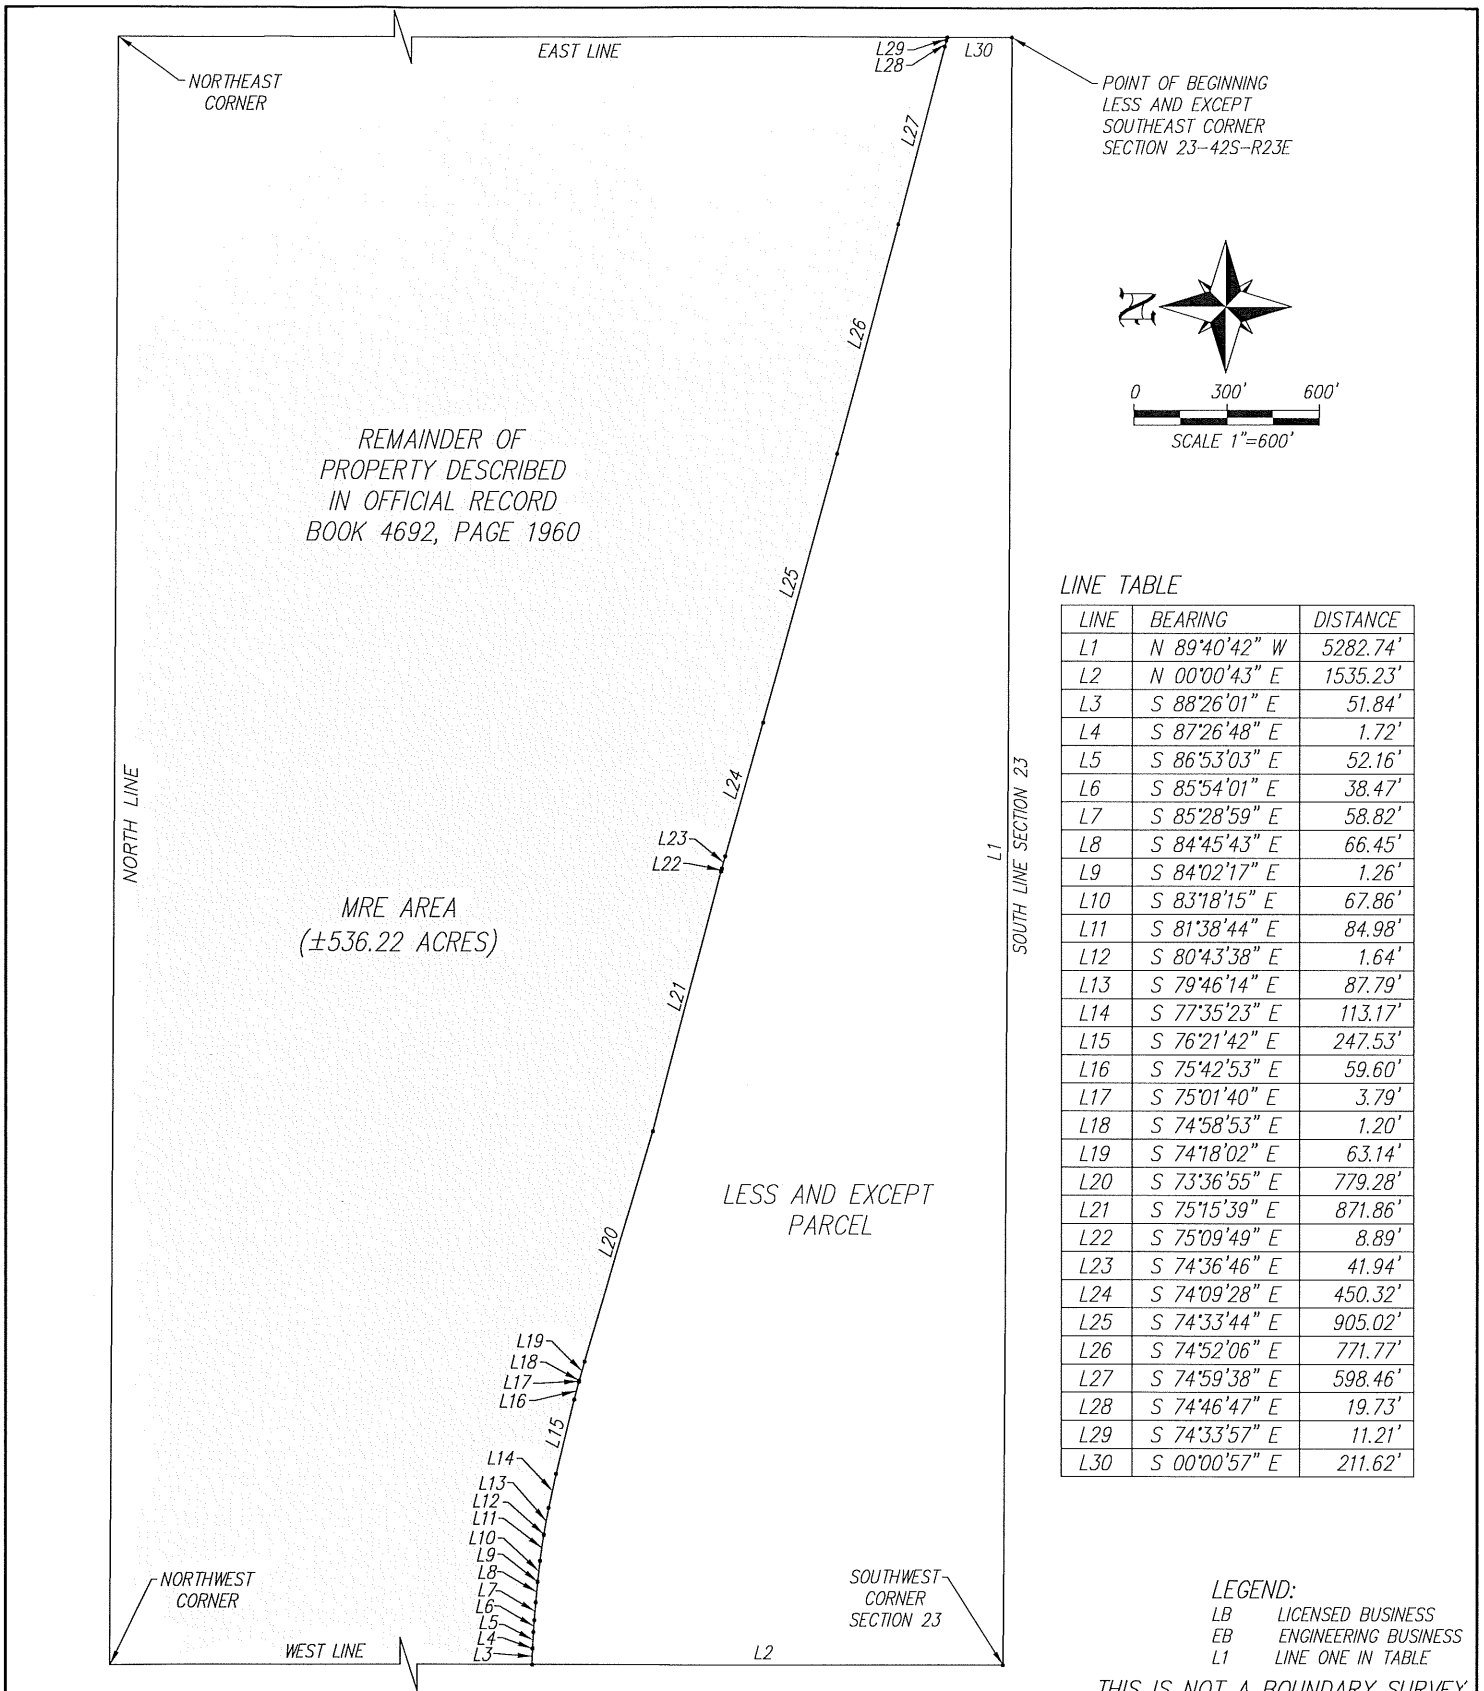 EAST LINE
L29
L28
L30
NORTHEAST
CORNER
POINT OF BEGINNING
LESS AND EXCEPT
SOUTHEAST CORNER
SECTION 23-42S-R23E
L27
N
0 300' 600'
SCALE 1"=600'
L26
REMAINDER OF
PROPERTY DESCRIBED
IN OFFICIAL RECORD
BOOK 4692, PAGE 1960
L25
L24
L23
L22
NORTH LINE
L1
SOUTH LINE SECTION 23
MRE AREA
(±536.22 ACRES)
L21
LESS AND EXCEPT
PARCEL
L20
L19
L18
L17
L16
L15
L14
L13
L12
L11
L10
L9
L8
L7
L6
L5
L4
L3
NORTHWEST
CORNER
WEST LINE
L2
SOUTHWEST
CORNER
SECTION 23
LINE TABLE
LINE BEARING DISTANCE
L1 N 89°40'42" W 5282.74'
L2 N 00°00'43" E 1535.23'
L3 S 88°26'01" E 51.84'
L4 S 87°26'48" E 1.72'
L5 S 86°53'03" E 52.16'
L6 S 85°54'01" E 38.47'
L7 S 85°28'59" E 58.82'
L8 S 84°45'43" E 66.45'
L9 S 84°02'17" E 1.26'
L10 S 83°18'15" E 67.86'
L11 S 81°38'44" E 84.98'
L12 S 80°43'38" E 1.64'
L13 S 79°46'14" E 87.79'
L14 S 77°35'23" E 113.17'
L15 S 76°21'42" E 247.53'
L16 S 75°42'53" E 59.60'
L17 S 75°01'40" E 3.79'
L18 S 74°58'53" E 1.20'
L19 S 74°18'02" E 63.14'
L20 S 73°36'55" E 779.28'
L21 S 75°15'39" E 871.86'
L22 S 75°09'49" E 8.89'
L23 S 74°36'46" E 41.94'
L24 S 74°09'28" E 450.32'
L25 S 74°33'44" E 905.02'
L26 S 74°52'06" E 771.77'
L27 S 74°59'38" E 598.46'
L28 S 74°46'47" E 19.73'
L29 S 74°33'57" E 11.21'
L30 S 00°00'57" E 211.62'
LEGEND:
LB LICENSED BUSINESS
EB ENGINEERING BUSINESS
L1 LINE ONE IN TABLE
THIS IS NOT A BOUNDARY SURVEY